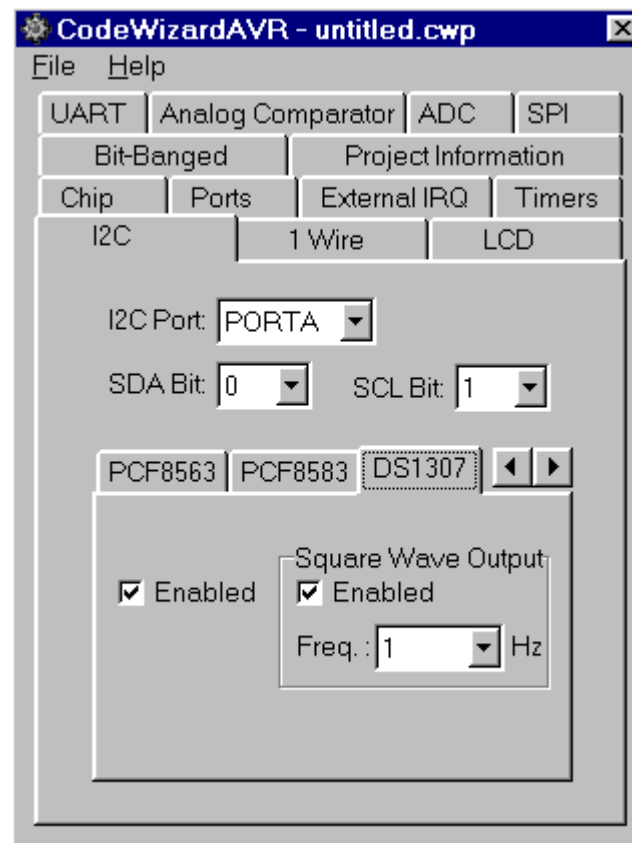 CodeWizardAVR - untitled.cwp
File Help
UART Analog Comparator ADC SPI
Bit-Banged Project Information
Chip Ports External IRQ Timers
I2C 1 Wire LCD
I2C Port: PORTA
SDA Bit: 0 SCL Bit: 1
PCF8563 PCF8583 DS1307
Square Wave Output
Enabled Enabled
Freq. : 1 Hz